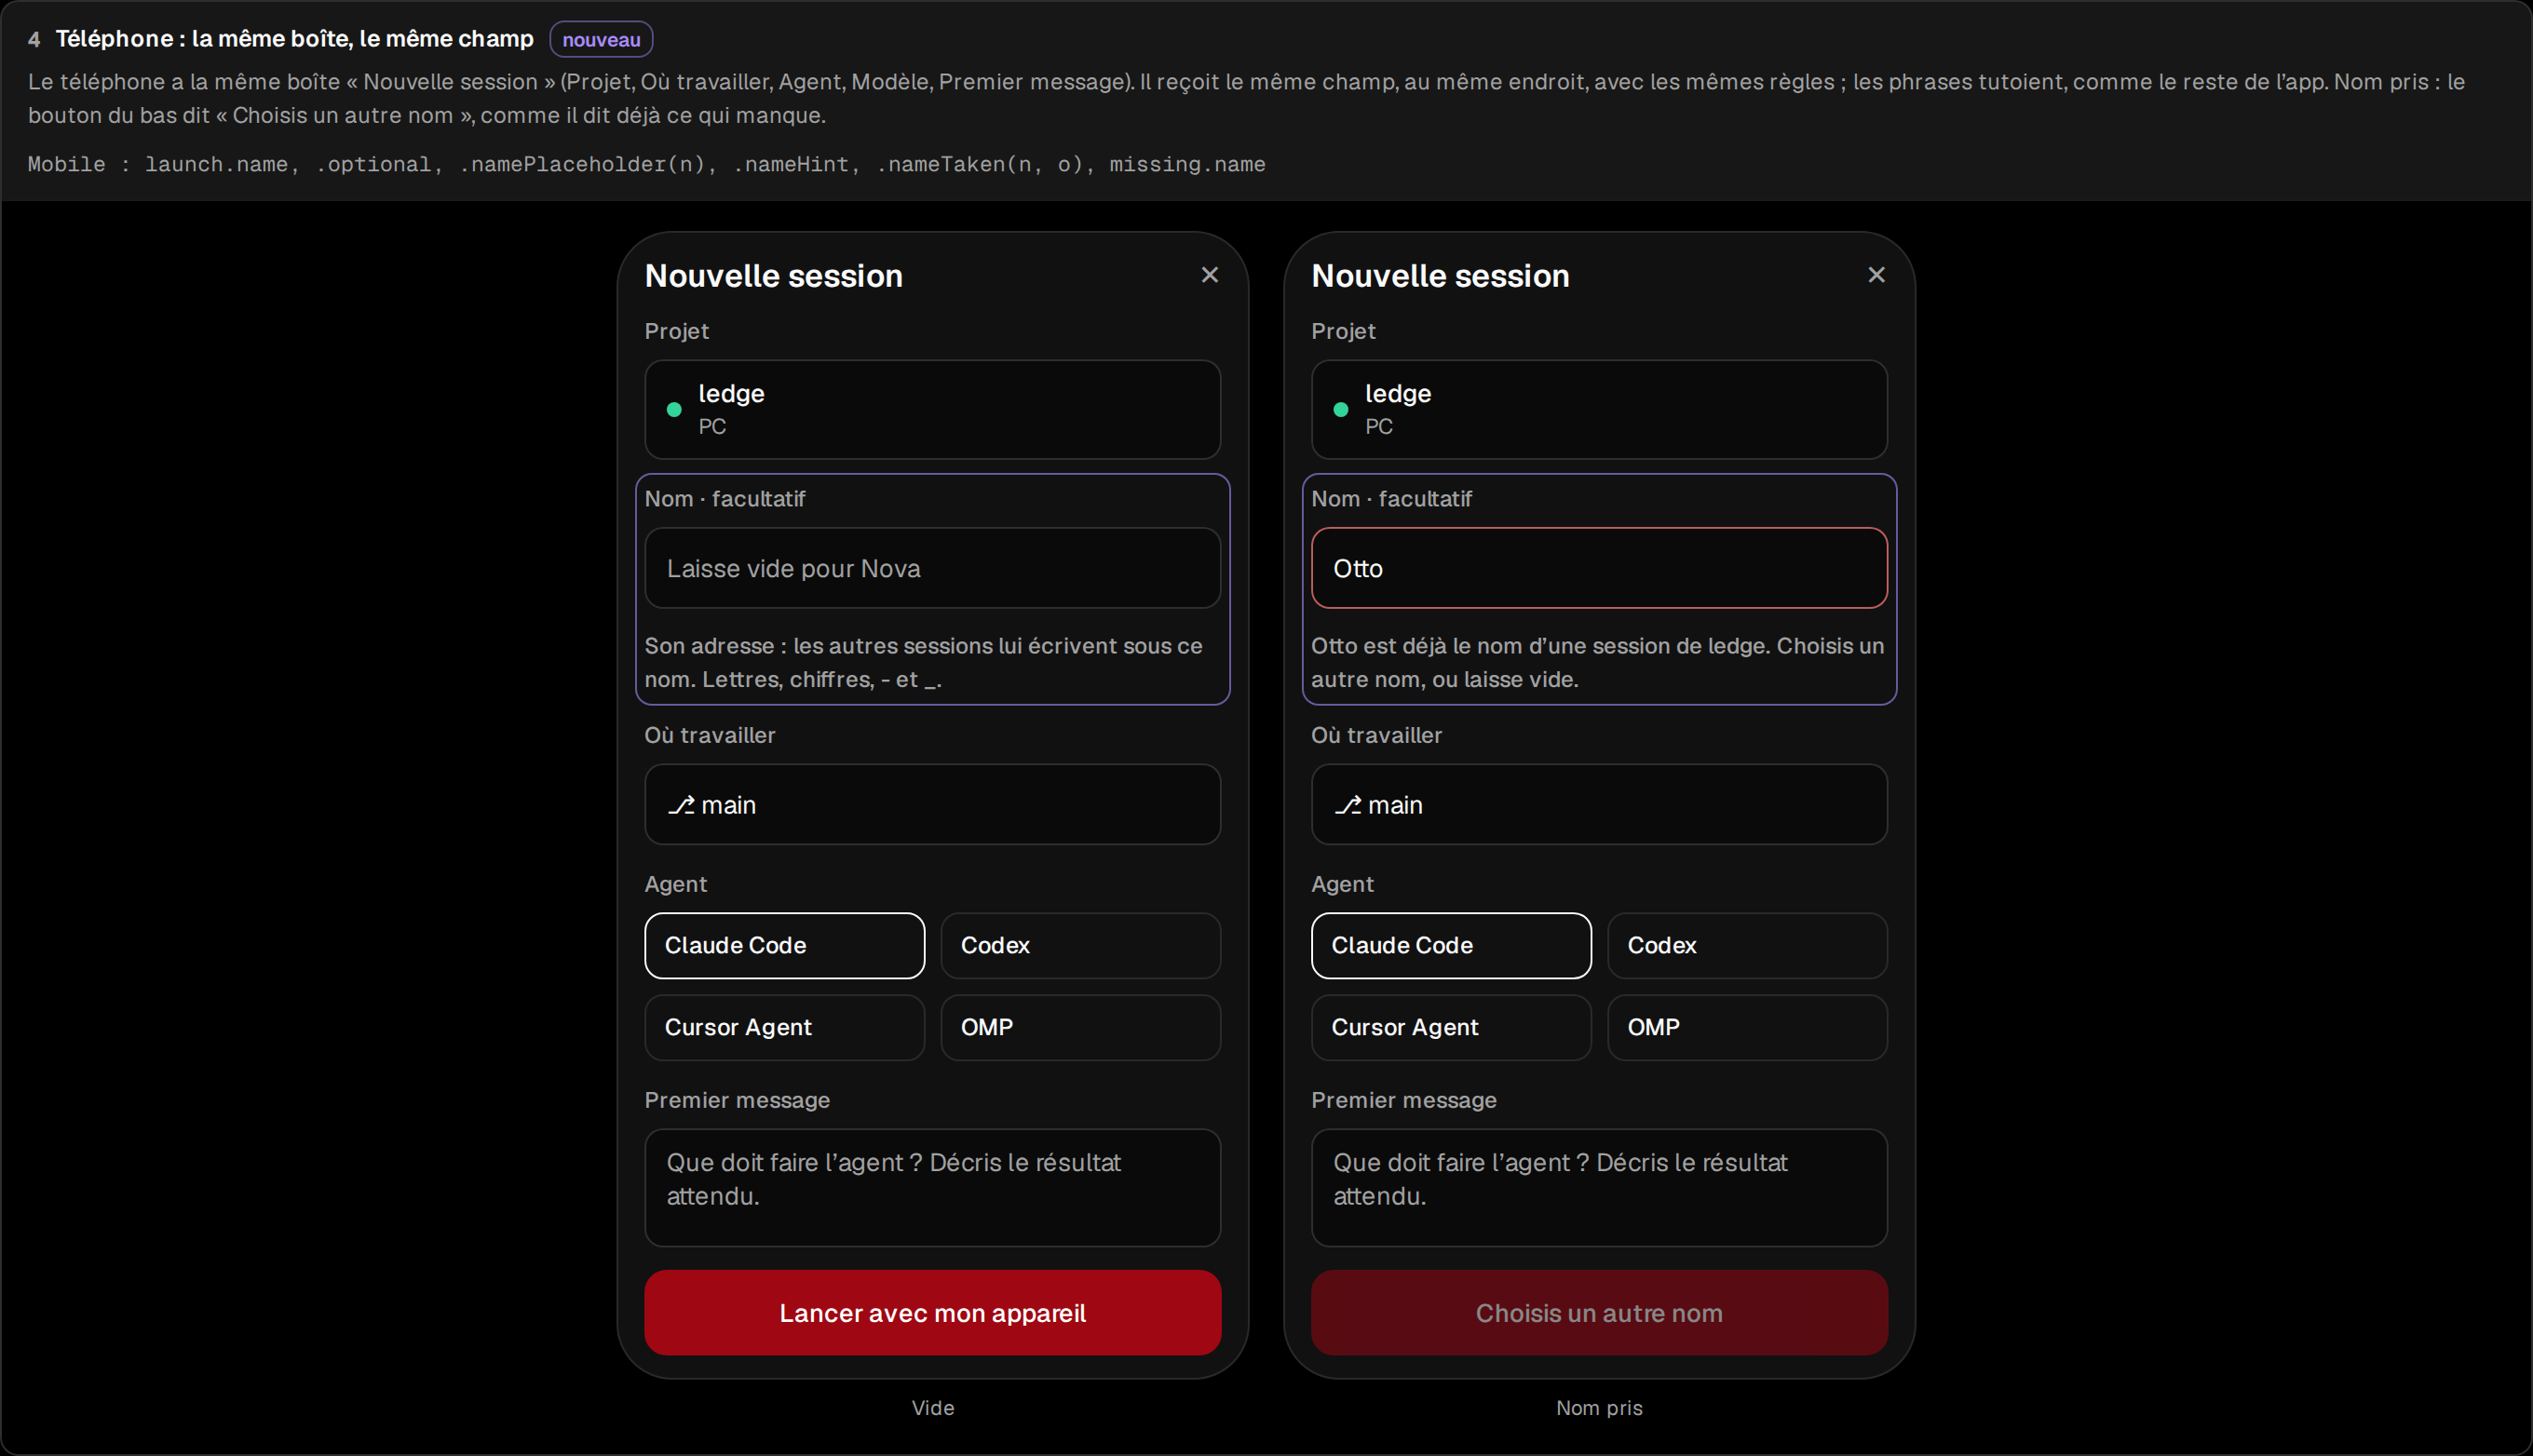 4 Téléphone : la même boîte, le même champ nouveau
Le téléphone a la même boîte « Nouvelle session » (Projet, Où travailler, Agent, Modèle, Premier message). Il reçoit le même champ, au même endroit, avec les mêmes règles ; les phrases tutoient, comme le reste de l’app. Nom pris : le
bouton du bas dit « Choisis un autre nom », comme il dit déjà ce qui manque.
Mobile : launch.name, .optional, .namePlaceholder(n), .nameHint, .nameTaken(n, o), missing.name
Nouvelle session ✕
Projet
ledge
PC
Nom · facultatif
Laisse vide pour Nova
Son adresse : les autres sessions lui écrivent sous ce
nom. Lettres, chiffres, - et _.
Où travailler
⎇ main
Agent
Claude Code
Codex
Cursor Agent
OMP
Premier message
Que doit faire l’agent ? Décris le résultat
attendu.
Lancer avec mon appareil
Vide
Nouvelle session ✕
Projet
ledge
PC
Nom · facultatif
Otto
Otto est déjà le nom d’une session de ledge. Choisis un
autre nom, ou laisse vide.
Où travailler
⎇ main
Agent
Claude Code
Codex
Cursor Agent
OMP
Premier message
Que doit faire l’agent ? Décris le résultat
attendu.
Choisis un autre nom
Nom pris